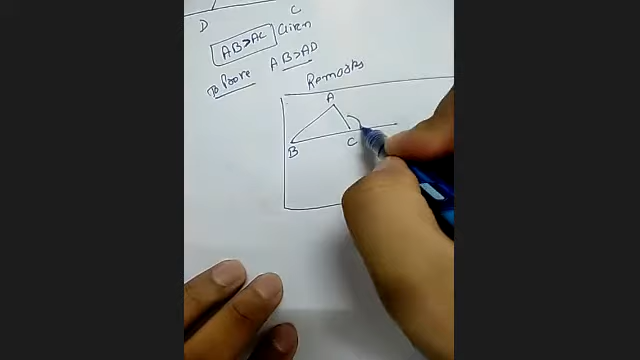 D C
AB>AC Given
To Prove AB>AD
Remarks
A
B C